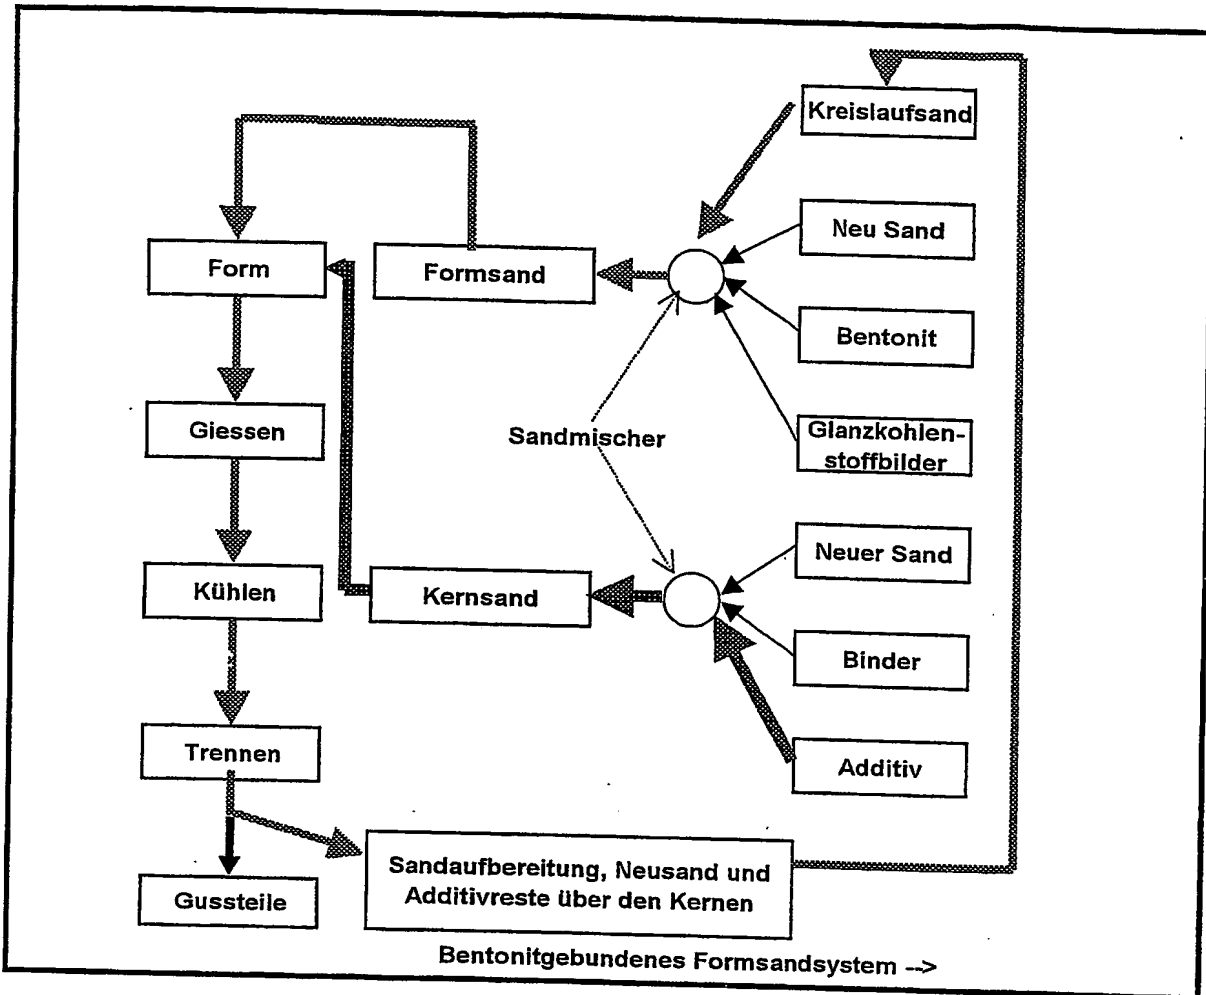 Kreislaufsand
Neu Sand
Form
Formsand
Bentonit
Giessen
Sandmischer
Glanzkohlen-
stoffbilder
Neuer Sand
Kühlen
Kernsand
Binder
Trennen
Additiv
Sandaufbereitung, Neusand und
Additivreste über den Kernen
Gussteile
Bentonitgebundenes Formsandsystem -->